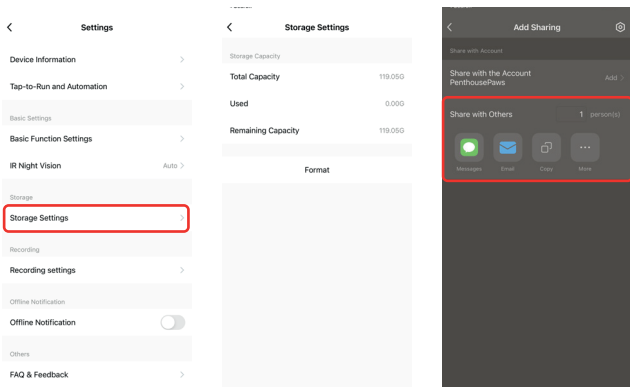 Settings
Device Information
Tap-to-Run and Automation
Basic Settings
Basic Function Settings
IR Night Vision Auto
Storage
Storage Settings
Recording
Recording settings
Offline Notification
Offline Notification
Others
FAQ & Feedback
Storage Settings
Storage Capacity
Total Capacity 119.05G
Used 0.00G
Remaining Capacity 119.05G
Format
Add Sharing
Share with Account
Share with the Account
PenthousePaws Add
Share with Others 1 person(s)
Messages Email Copy More